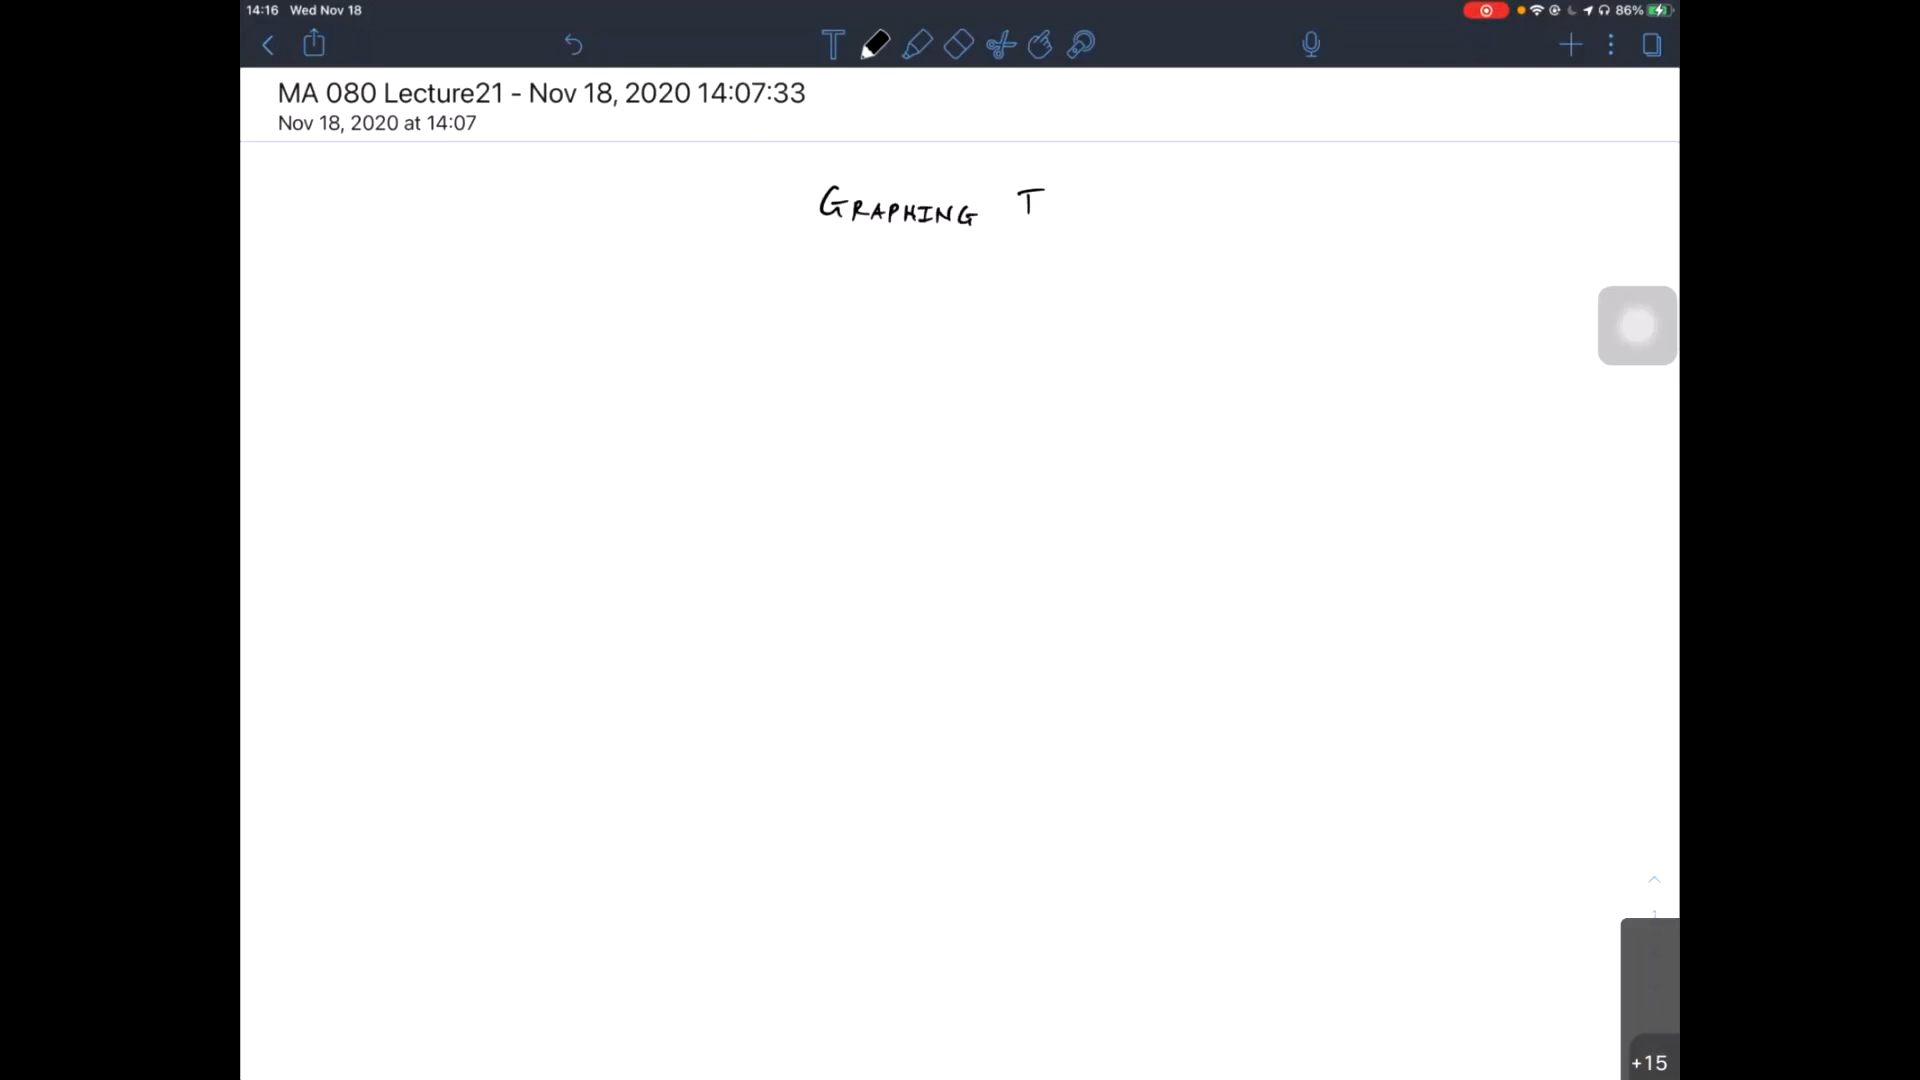 14:16 Wed Nov 18
86%
T
MA 080 Lecture21 - Nov 18, 2020 14:07:33
Nov 18, 2020 at 14:07
GRAPHING T
1
+15